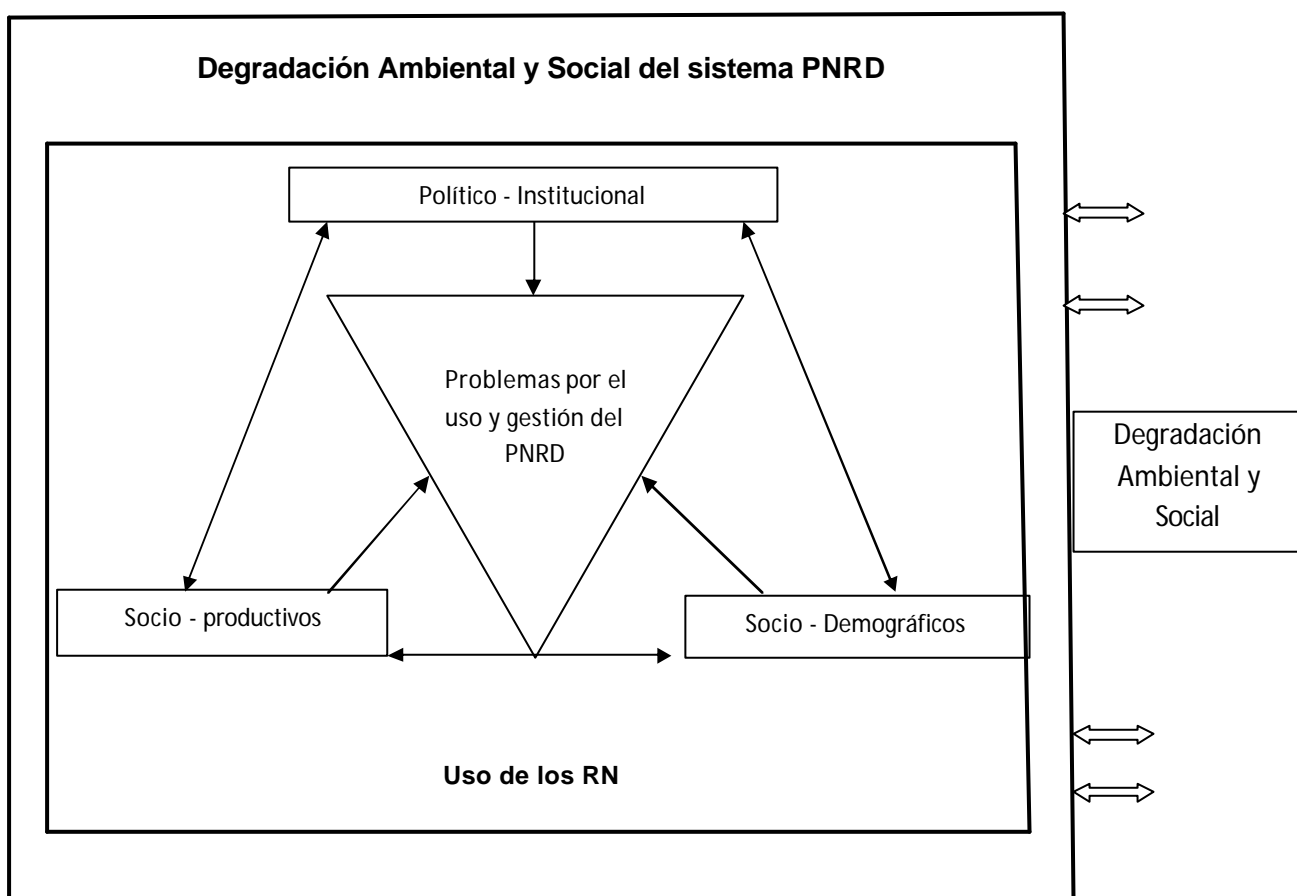 Degradación Ambiental y Social del sistema PNRD
Político - Institucional
Problemas por el
uso y gestión del
PNRD
Degradación
Ambiental y
Social
Socio - productivos
Socio - Demográficos
Uso de los RN